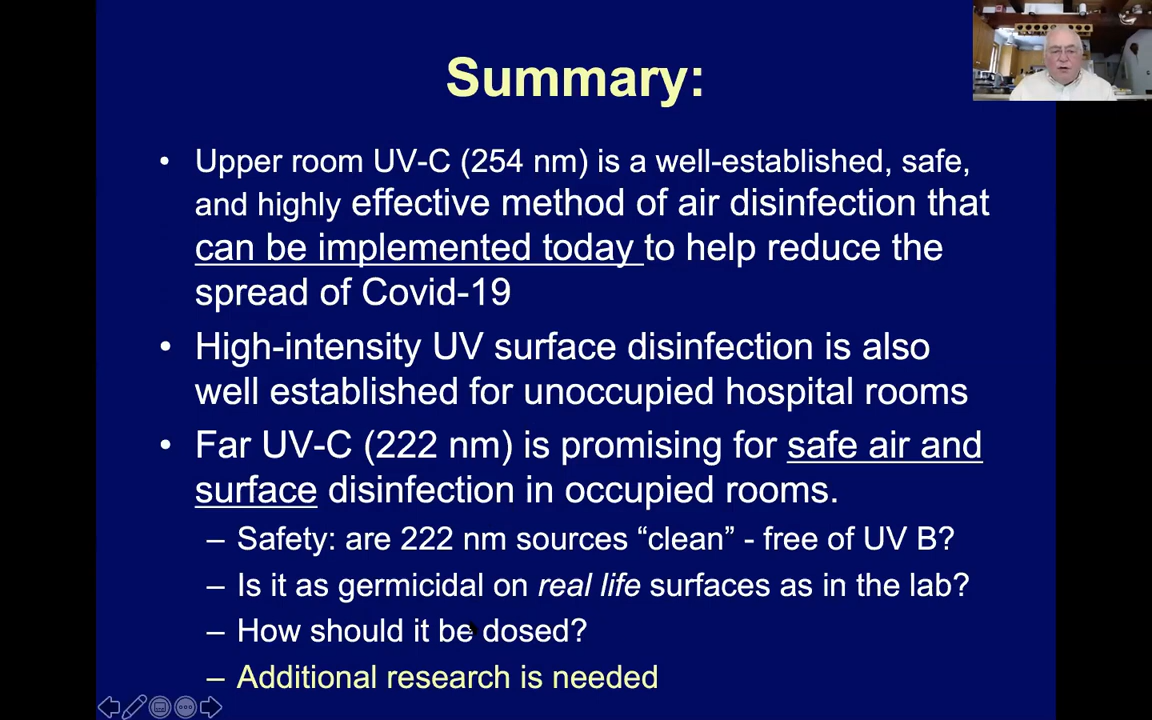 Summary:
• Upper room UV-C (254 nm) is a well-established, safe,
and highly effective method of air disinfection that
can be implemented today to help reduce the
spread of Covid-19
• High-intensity UV surface disinfection is also
well established for unoccupied hospital rooms
• Far UV-C (222 nm) is promising for safe air and
surface disinfection in occupied rooms.
– Safety: are 222 nm sources “clean” - free of UV B?
– Is it as germicidal on real life surfaces as in the lab?
– How should it be dosed?
– Additional research is needed